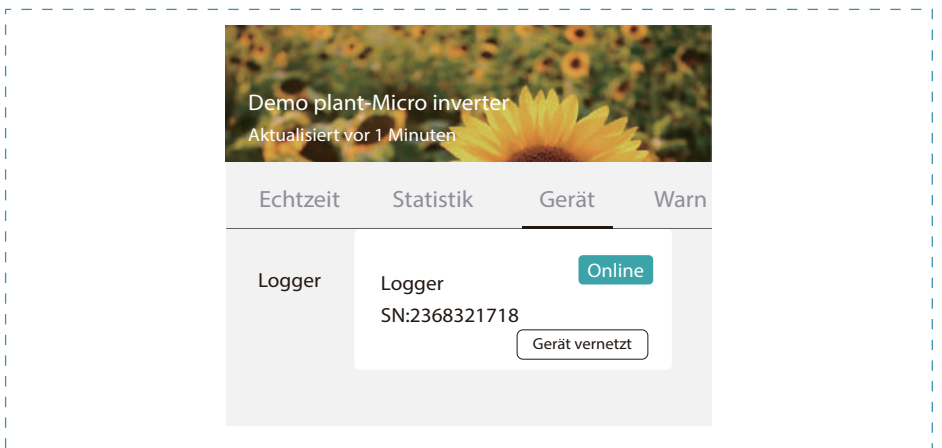 Demo plant-Micro inverter
Aktualisiert vor 1 Minuten
Echtzeit Statistik Gerät Warn
Logger
Logger
Online
SN:2368321718
Gerät vernetzt